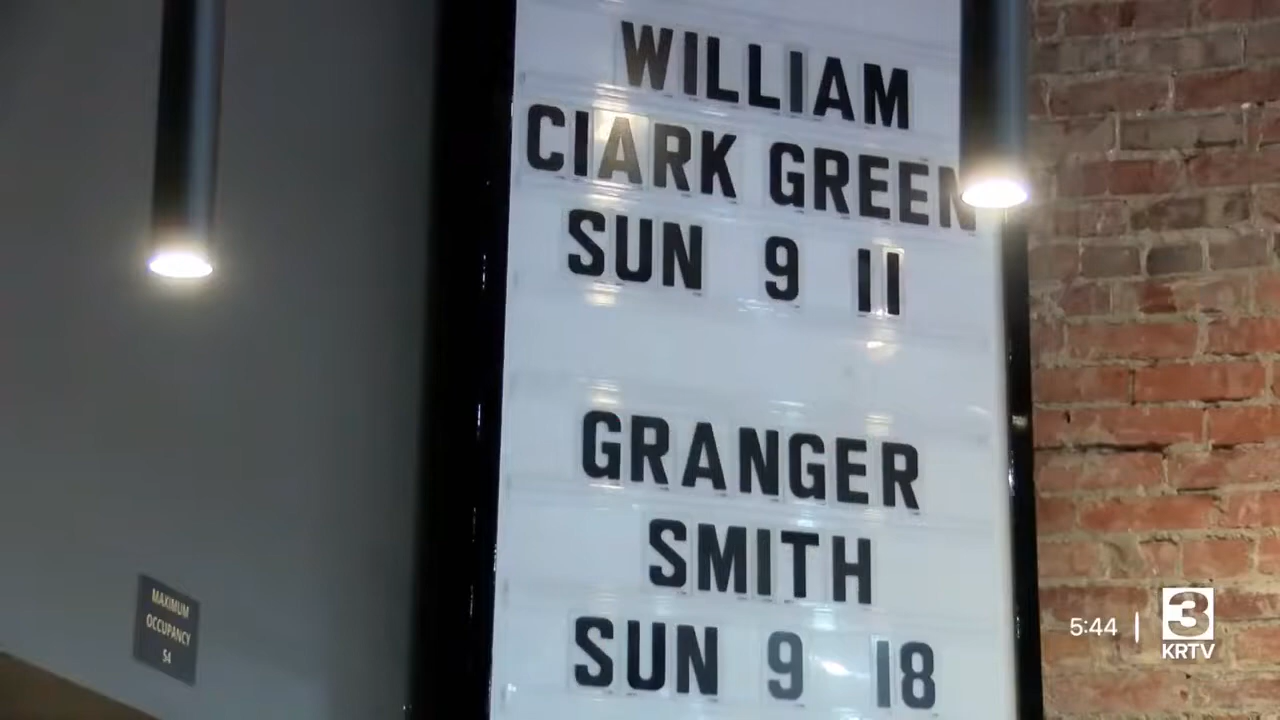 WILLIAM
CIARK GREEN
SUN 9 11
GRANGER
SMITH
SUN 9 18
MAXIMUM
OCCUPANCY
54
5:44
3
KRTV